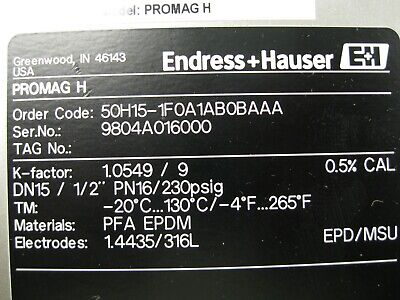 Model: PROMAG H
Greenwood, IN 46143
USA
Endress+Hauser E+H
PROMAG H
Order Code: 50H15-1F0A1AB0BAAA
Ser.No.: 9804A016000
TAG No.:
K-factor: 1.0549 / 9 0.5% CAL
DN15 / 1/2" PN16/230psig
TM: -20°C...130°C/-4°F...265°F
Materials: PFA EPDM
Electrodes: 1.4435/316L EPD/MSU